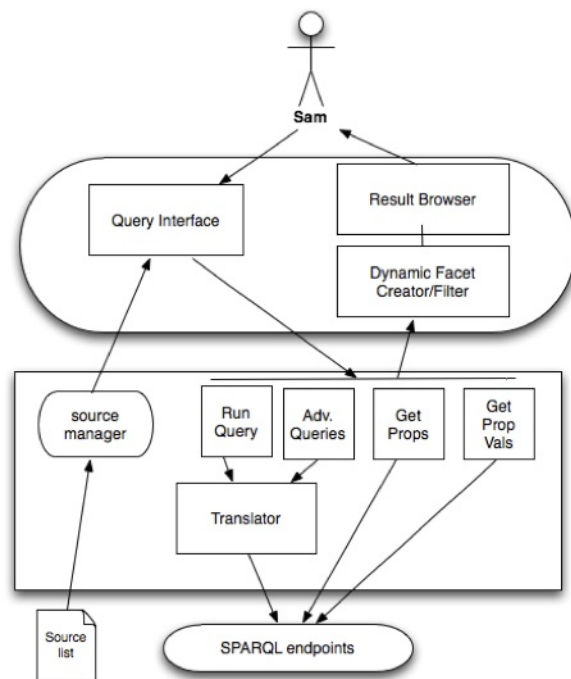 Sam
Query Interface
Result Browser
Dynamic Facet
Creator/Filter
source
manager
Run
Query
Adv.
Queries
Get
Props
Get
Prop
Vals
Translator
Source
list
SPARQL endpoints